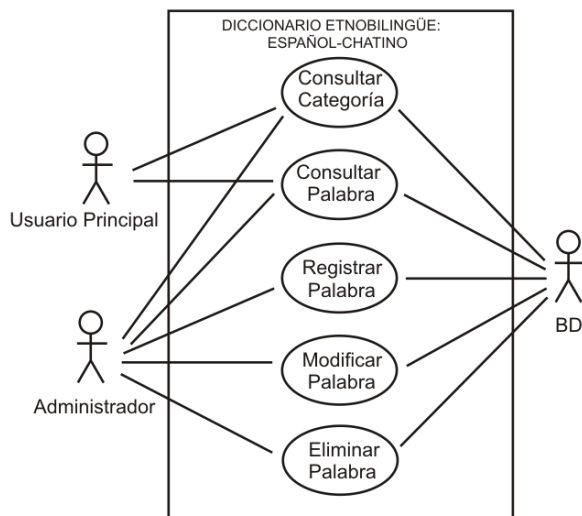 DICCIONARIO ETNOBILINGÜE:
ESPAÑOL-CHATINO
Consultar
Categoría
Consultar
Palabra
Usuario Principal
Registrar
Palabra
BD
Modificar
Palabra
Administrador
Eliminar
Palabra